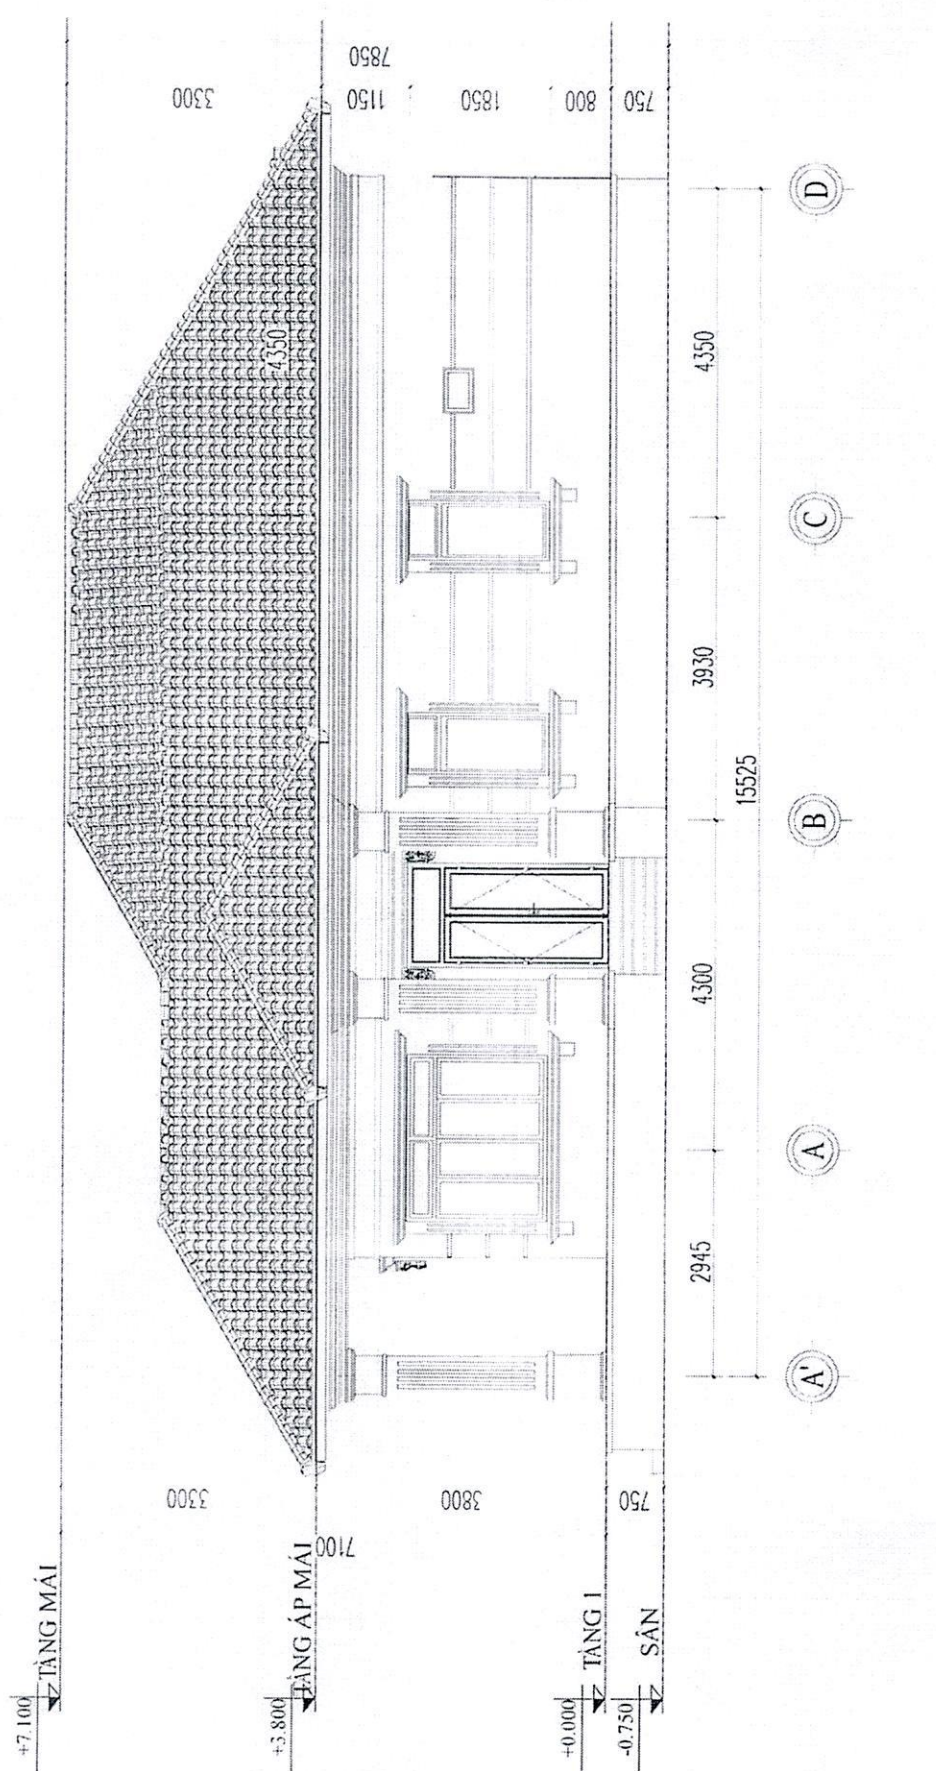 +7.100
TẦNG MÁI
+3.800
TẦNG ÁP MÁI
+0.000
TẦNG 1
-0.750
SÂN
3300
3800
750
7100
4350
3300
1150
1850
800
750
7850
2945
4300
3930
4350
15525
A'
A
B
C
D